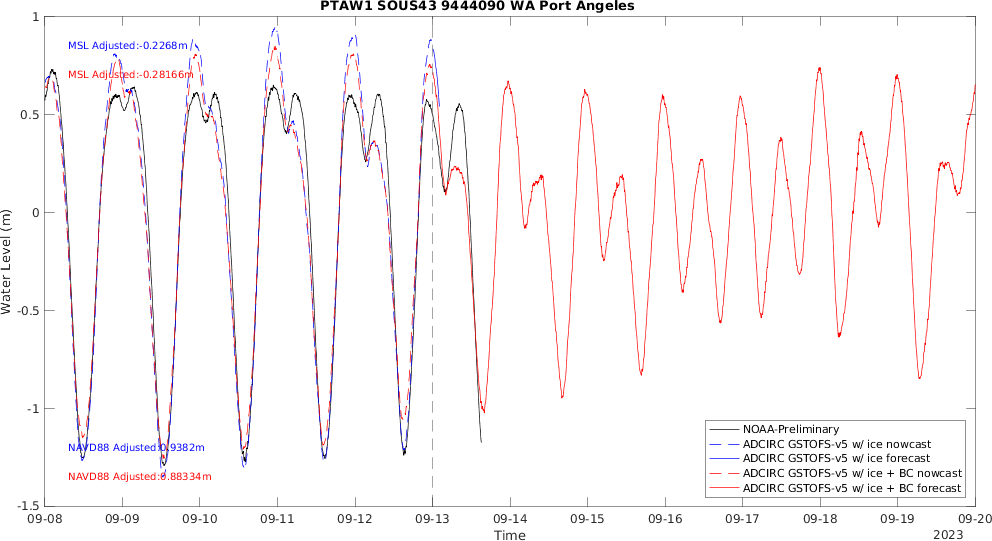 PTAW1 SOUS43 9444090 WA Port Angeles
MSL Adjusted:-0.2268m
MSL Adjusted:-0.28166m
NAVD88 Adjusted:0.9382m
NAVD88 Adjusted:0.88334m
Water Level (m)
1
0.5
0
-0.5
-1
-1.5
NOAA-Preliminary
ADCIRC GSTOFS-v5 w/ ice nowcast
ADCIRC GSTOFS-v5 w/ ice forecast
ADCIRC GSTOFS-v5 w/ ice + BC nowcast
ADCIRC GSTOFS-v5 w/ ice + BC forecast
09-08 09-09 09-10 09-11 09-12 09-13 09-14 09-15 09-16 09-17 09-18 09-19 09-20
Time
2023